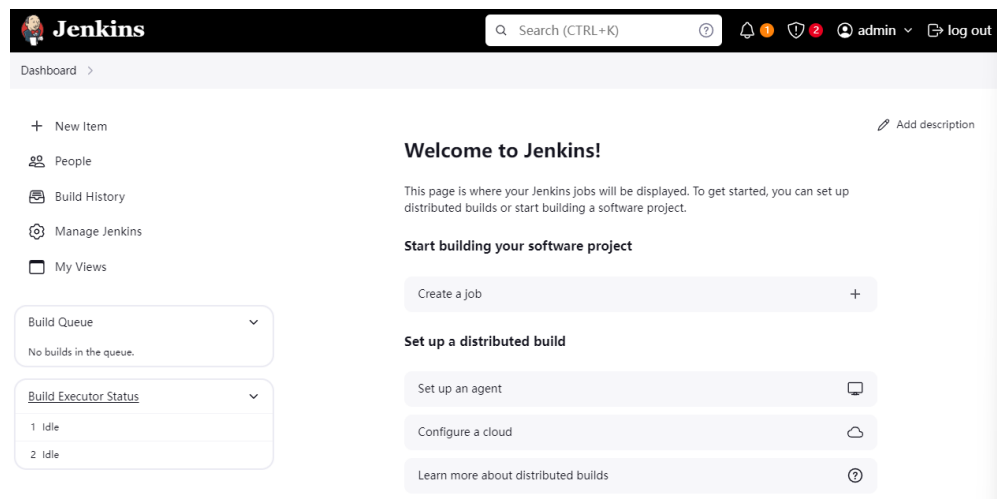 Jenkins
Search (CTRL+K)
1
2
admin
log out
Dashboard
New Item
People
Build History
Manage Jenkins
My Views
Build Queue
No builds in the queue.
Build Executor Status
1 Idle
2 Idle
Add description
Welcome to Jenkins!
This page is where your Jenkins jobs will be displayed. To get started, you can set up
distributed builds or start building a software project.
Start building your software project
Create a job
Set up a distributed build
Set up an agent
Configure a cloud
Learn more about distributed builds